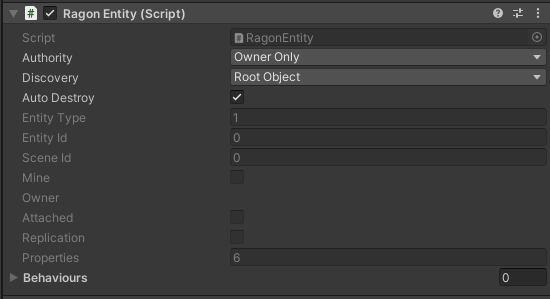 Ragon Entity (Script)
Script RagonEntity
Authority Owner Only
Discovery Root Object
Auto Destroy
Entity Type 1
Entity Id 0
Scene Id 0
Mine
Owner
Attached
Replication
Properties 6
Behaviours 0